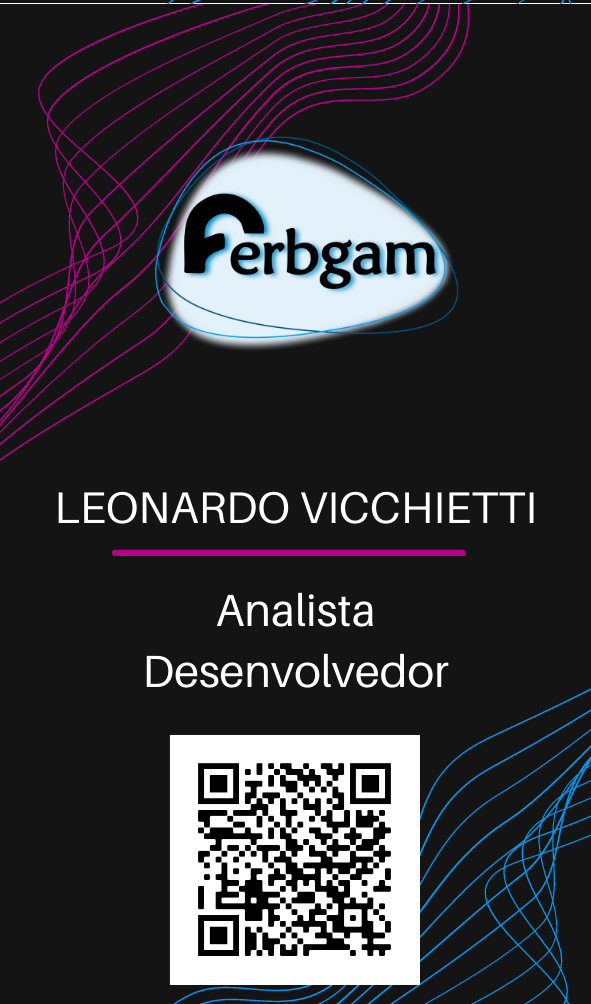 Ferbgam
LEONARDO VICCHIETTI
Analista
Desenvolvedor